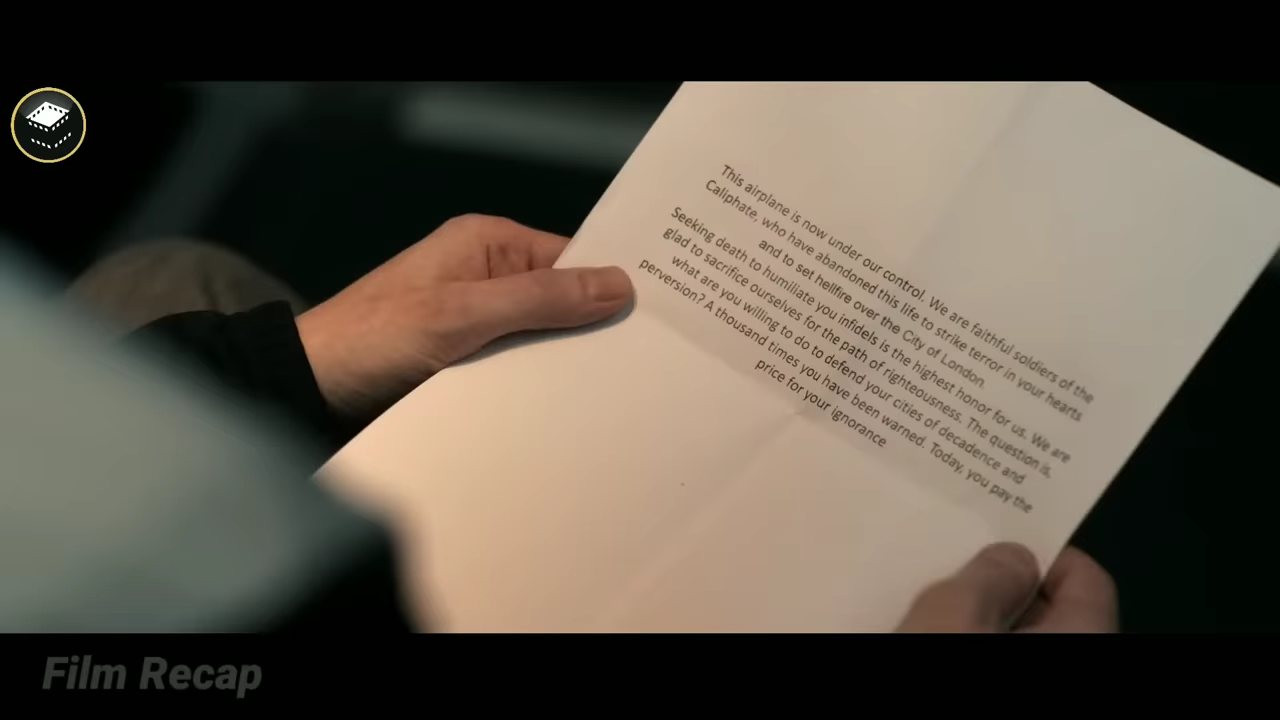 This airplane is now under our control. We are faithful soldiers of the
Caliphate, who have abandoned this life to strike terror in your hearts
and to set hellfire over the City of London.
Seeking death to humiliate you infidels is the highest honor for us. We are
glad to sacrifice ourselves for the path of righteousness. The question is,
what are you willing to do to defend your cities of decadence and
perversion? A thousand times you have been warned. Today, you pay the
price for your ignorance
Film Recap